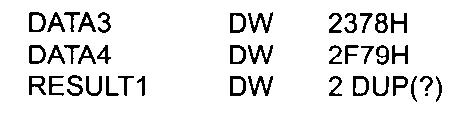 DATA3 DW 2378H
DATA4 DW 2F79H
RESULT1 DW 2 DUP(?)